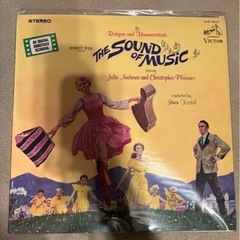 STEREO
Rodgers and Hammerstein's
VICTOR
AN ORIGINAL
SOUNDTRACK
RECORDING
ROBERT WISE
THE SOUND
OF MUSIC
starring
Julie Andrews and Christopher Plummer
conducted by
Irwin Kostal